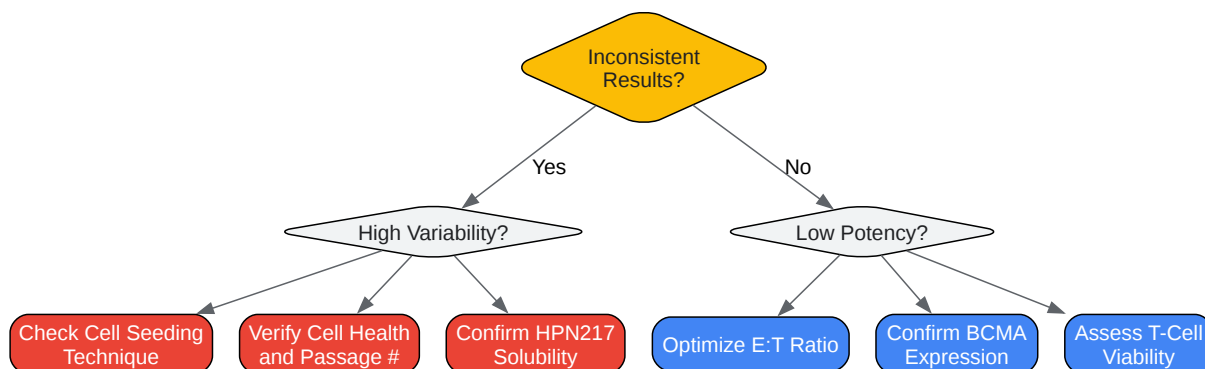 Inconsistent
Results?
Yes
No
High Variability?
Low Potency?
Check Cell Seeding
Technique
Verify Cell Health
and Passage #
Confirm HPN217
Solubility
Optimize E:T Ratio
Confirm BCMA
Expression
Assess T-Cell
Viability